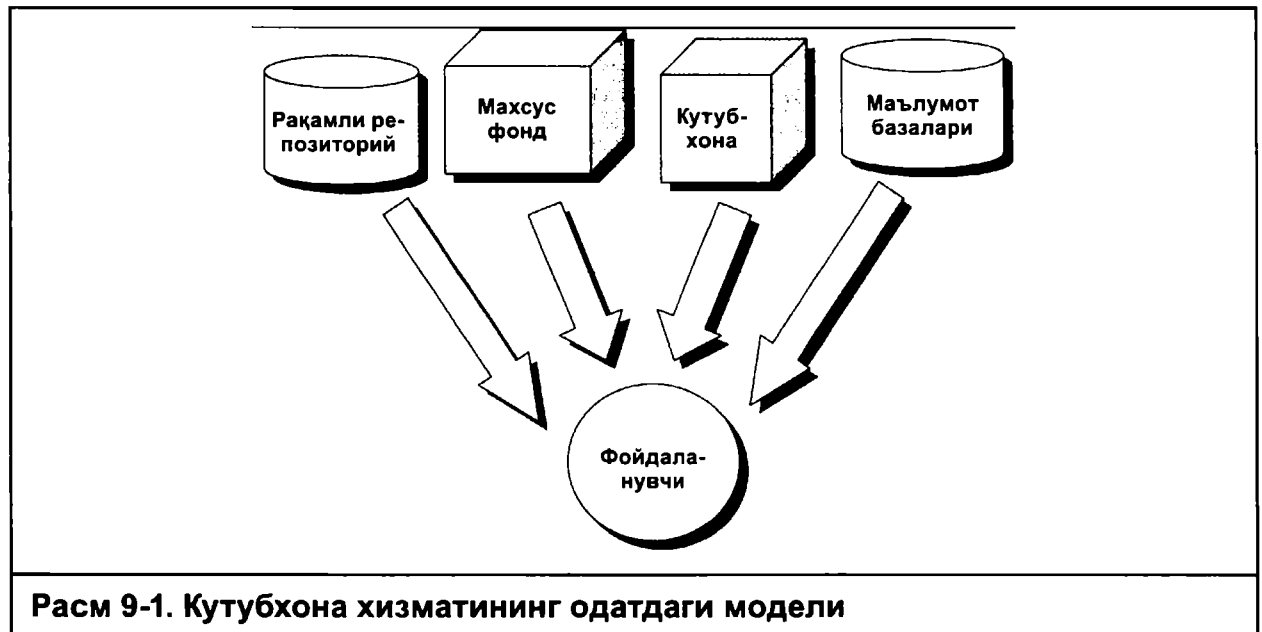 Рақамли ре-
позиторий
Махсус
фонд
Кутуб-
хона
Маълумот
базалари
Фойдала-
нувчи
Расм 9-1. Кутубхона хизматининг одатдаги модели